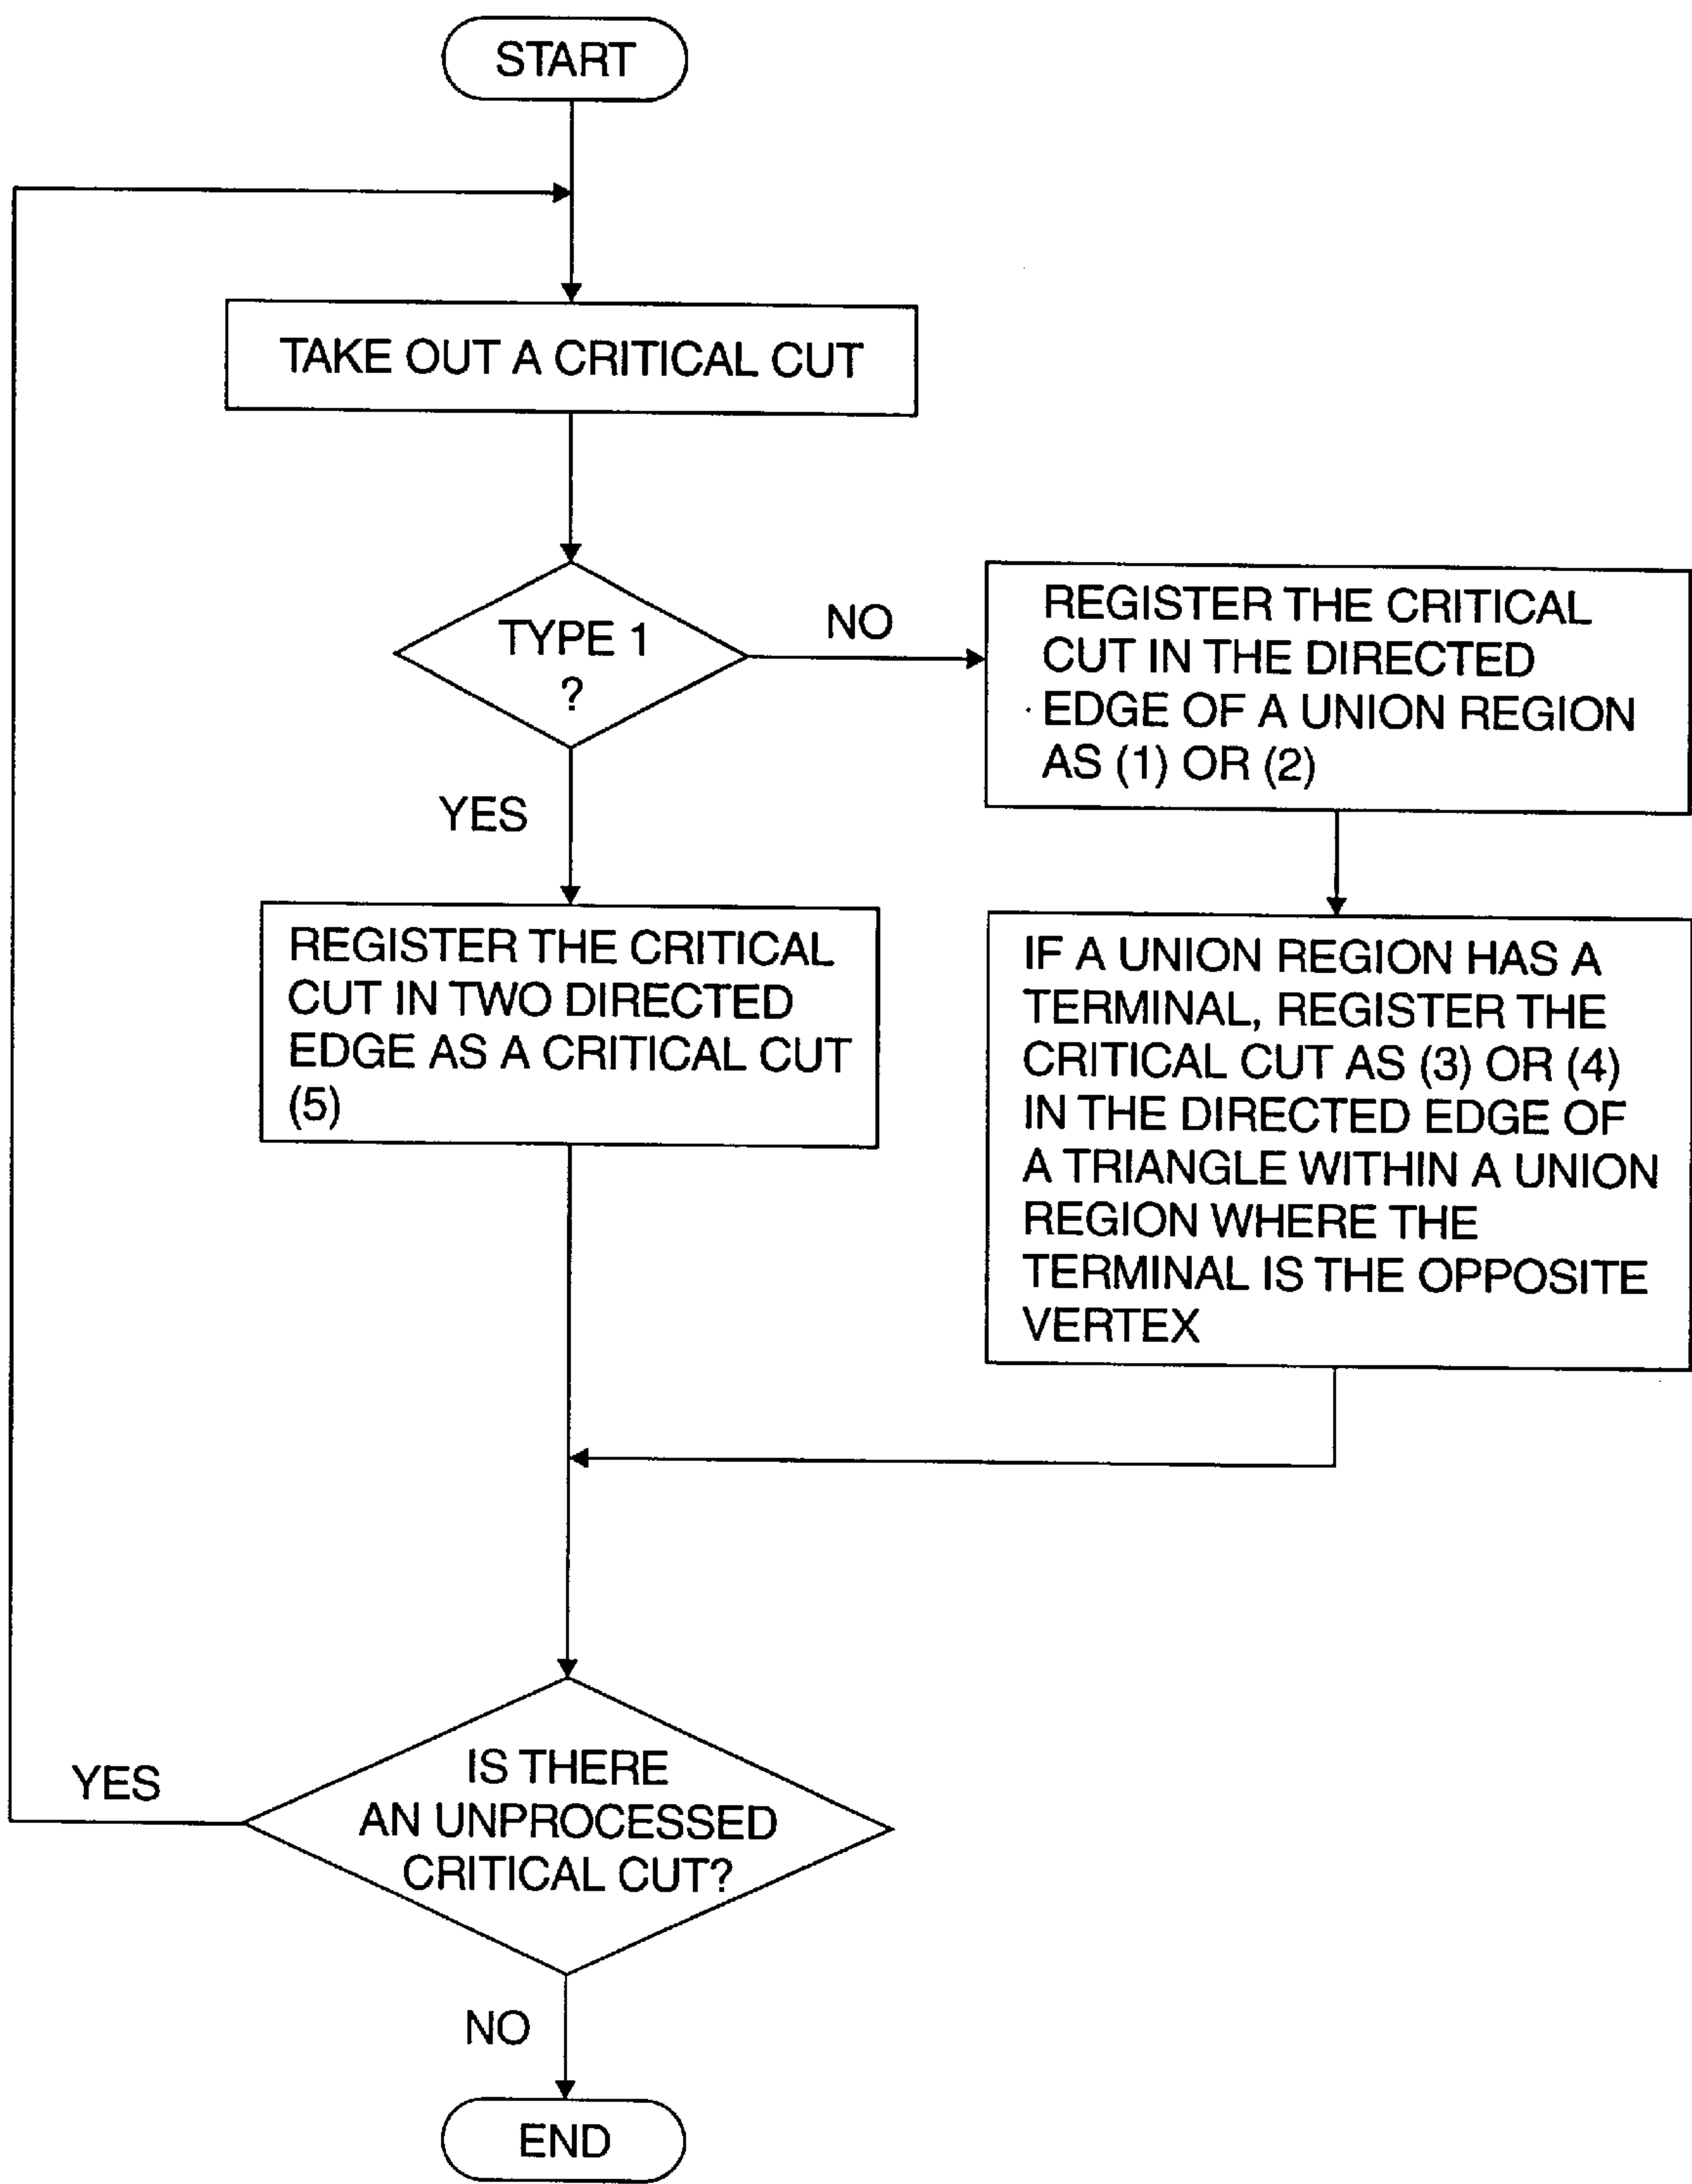 START
TAKE OUT A CRITICAL CUT
TYPE 1
?
NO
YES
REGISTER THE CRITICAL
CUT IN THE DIRECTED
EDGE OF A UNION REGION
AS (1) OR (2)
REGISTER THE CRITICAL
CUT IN TWO DIRECTED
EDGE AS A CRITICAL CUT
(5)
IF A UNION REGION HAS A
TERMINAL, REGISTER THE
CRITICAL CUT AS (3) OR (4)
IN THE DIRECTED EDGE OF
A TRIANGLE WITHIN A UNION
REGION WHERE THE
TERMINAL IS THE OPPOSITE
VERTEX
IS THERE
AN UNPROCESSED
CRITICAL CUT?
YES
NO
END